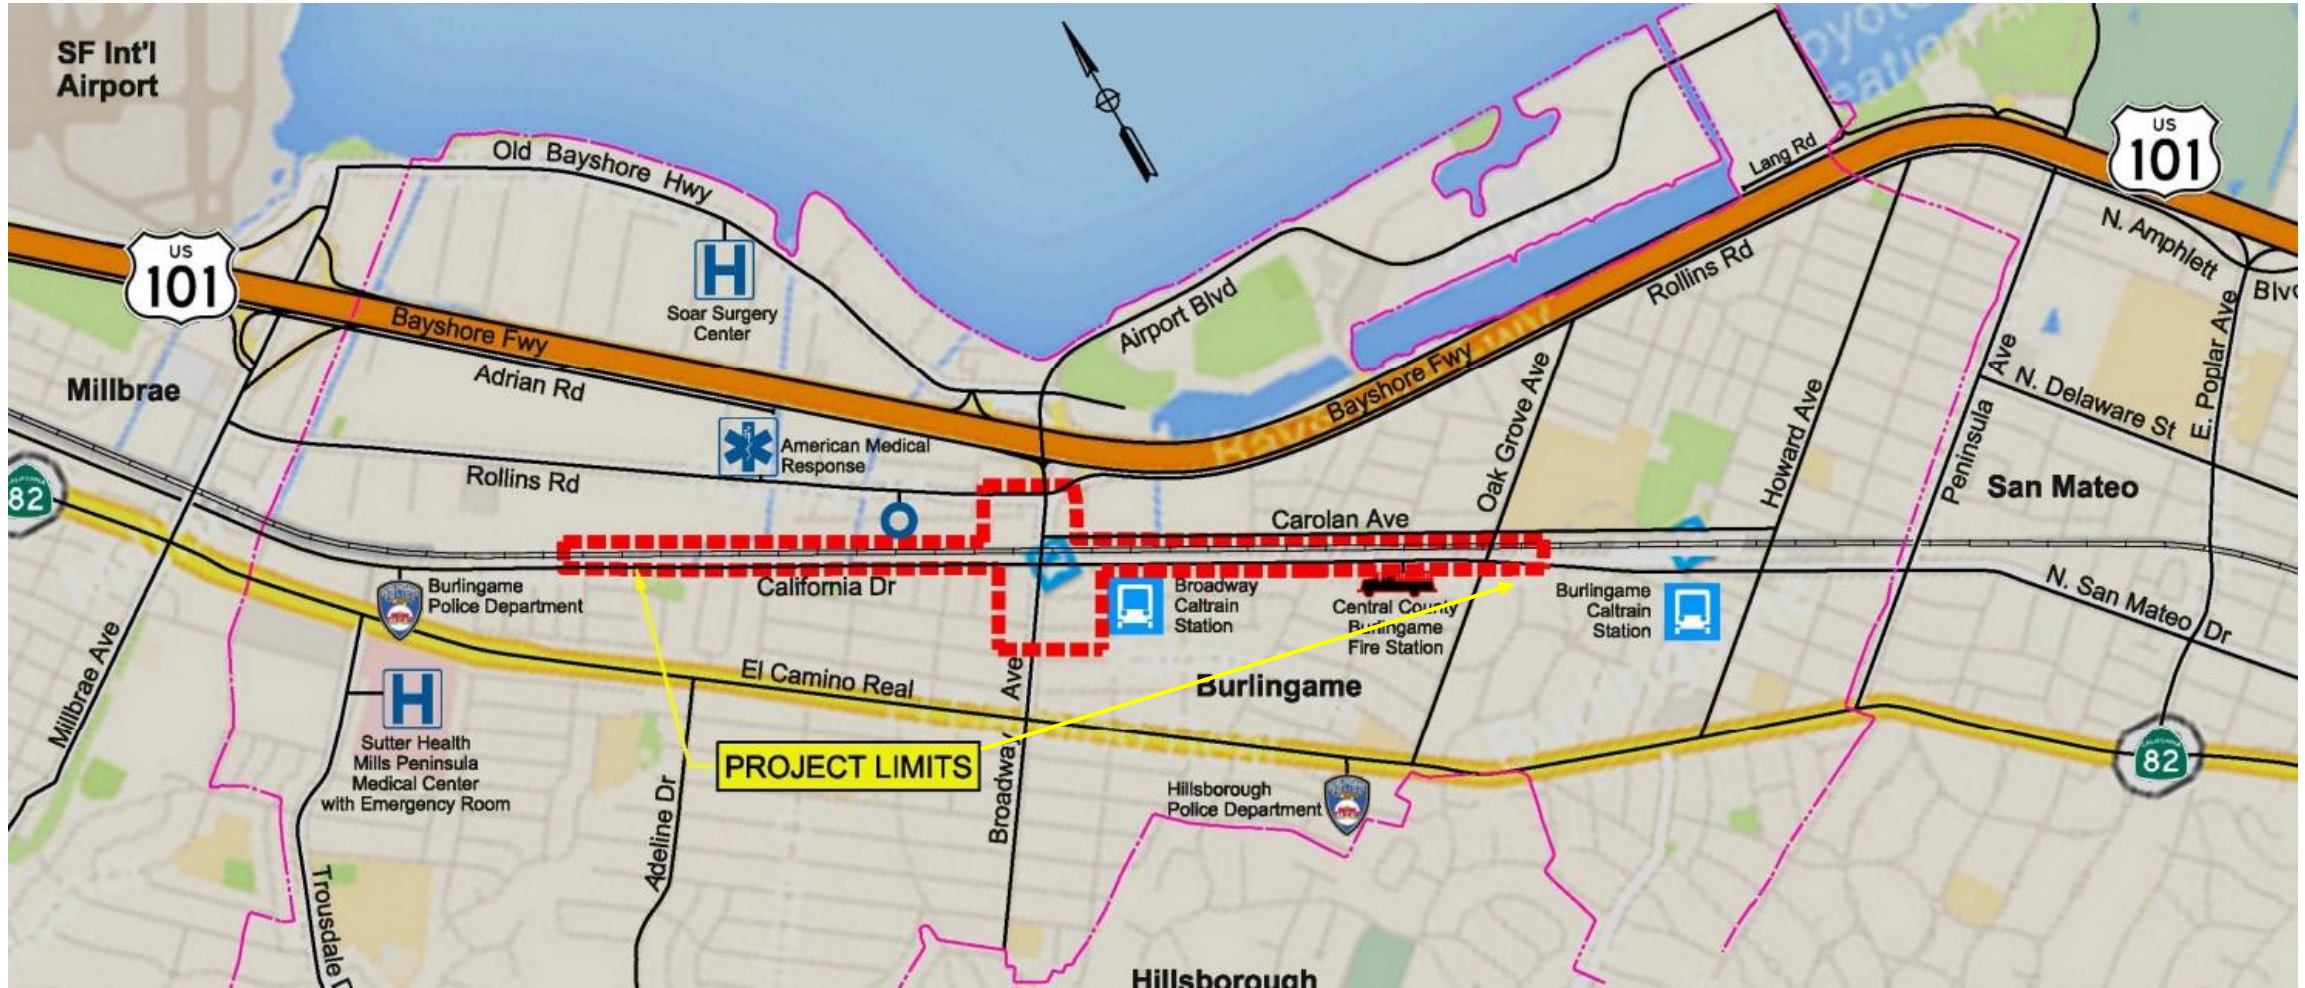 SF Int'l
Airport
Old Bayshore Hwy
US
101
Soar Surgery
Center
Airport Blvd
Lang Rd
US
101
N. Amphlett
Blvd
Rollins Rd
Bayshore Fwy
Bayshore Fwy
Adrian Rd
Millbrae
American Medical
Response
Rollins Rd
Oak Grove Ave
Howard Ave
Peninsula
Ave
N. Delaware St
E. Poplar Ave
San Mateo
82
Carolan Ave
California Dr
Burlingame
Police Department
Broadway
Caltrain
Station
Central County
Burlingame
Fire Station
Burlingame
Caltrain
Station
N. San Mateo Dr
Millbrae Ave
El Camino Real
Broadway Ave
Burlingame
H
H
Sutter Health
Mills Peninsula
Medical Center
with Emergency Room
PROJECT LIMITS
Adeline Dr
Trousdale D
Hillsborough
Police Department
CALIFORNIA
82
Hillsborough